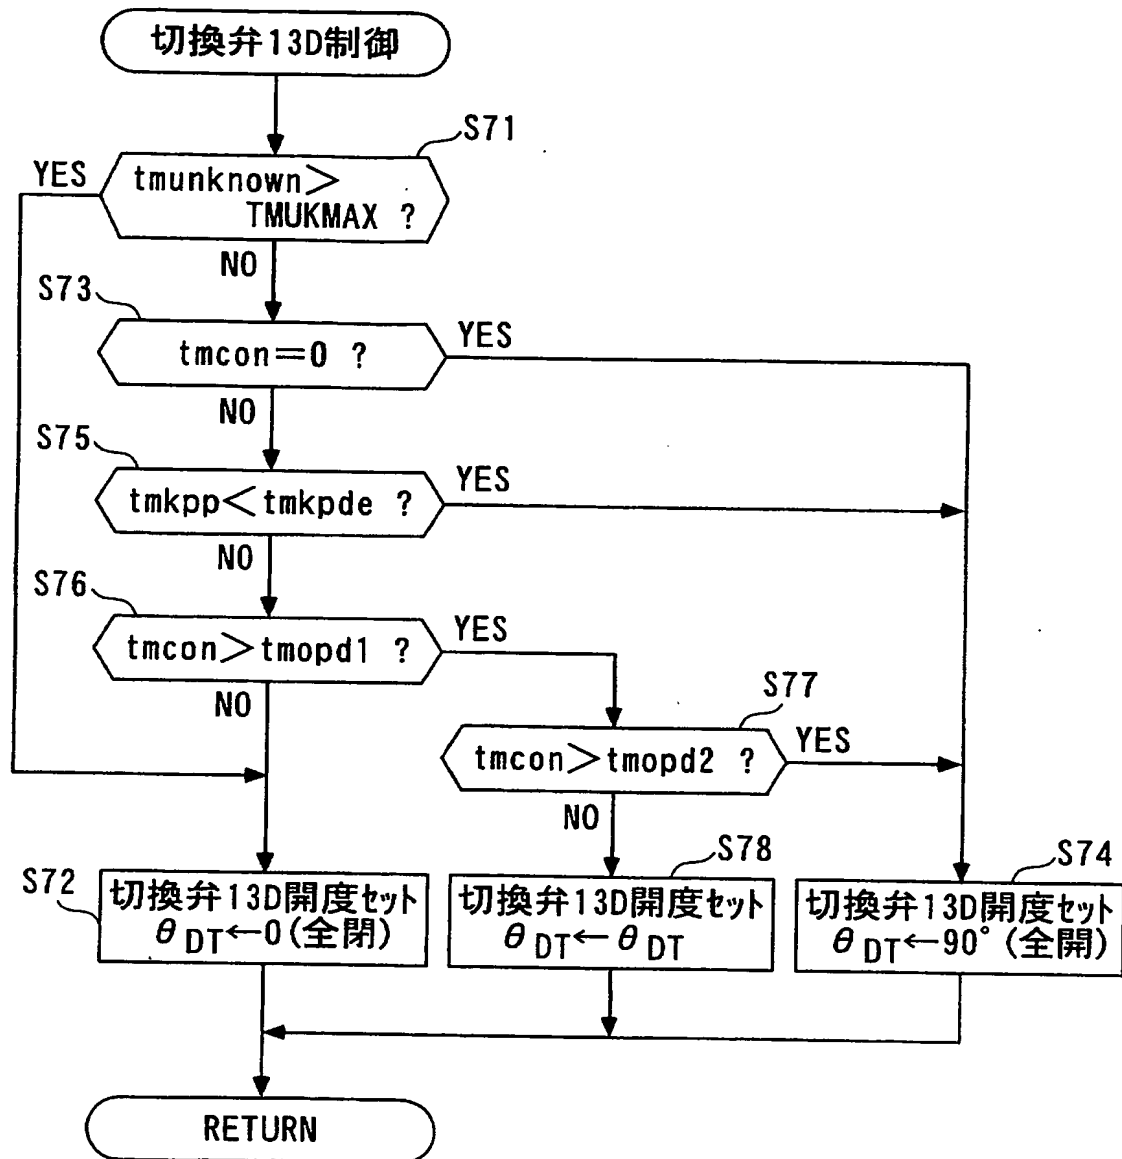 切換弁13D制御
S71
YES
tmunknown>
TMUKMAX ?
NO
S73
YES
tmcon=0 ?
NO
S75
YES
tmkpp<tmkpde ?
NO
S76
YES
tmcon>tmopd1 ?
NO
S77
YES
tmcon>tmopd2 ?
NO
S72
切換弁13D開度セット
θDT←0(全閉)
S78
切換弁13D開度セット
θDT←θDT
S74
切換弁13D開度セット
θDT←90°(全開)
RETURN